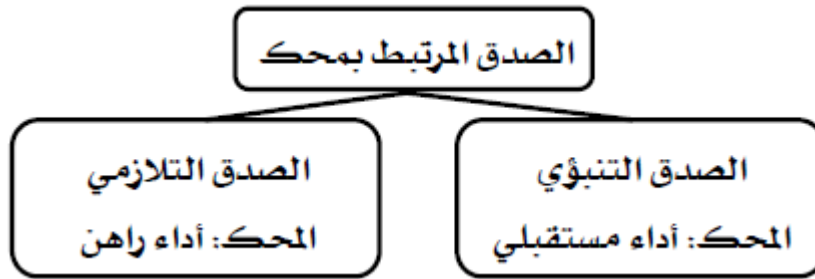 الصدق المرتبط بمحك
الصدق التنبؤي
المحك: أداء مستقبلي
الصدق التلازمي
المحك: أداء راهن